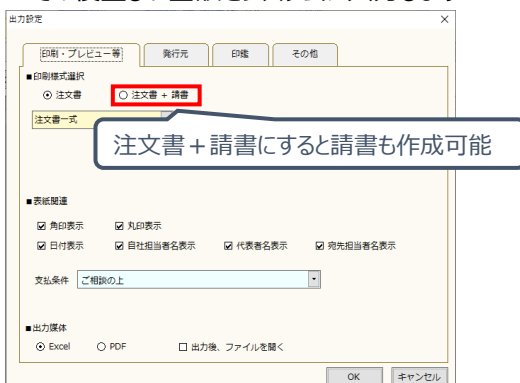 出力設定
印刷・プレビュー等 発行元 印鑑 その他
■印刷様式選択
注文書 注文書 + 請書
注文書一式
注文書+請書にすると請書も作成可能
■表紙関連
角印表示 丸印表示
日付表示 自社担当者名表示 代表者名表示 宛先担当者名表示
支払条件 ご相談の上
■出力媒体
Excel PDF 出力後、ファイルを開く
OK キャンセル